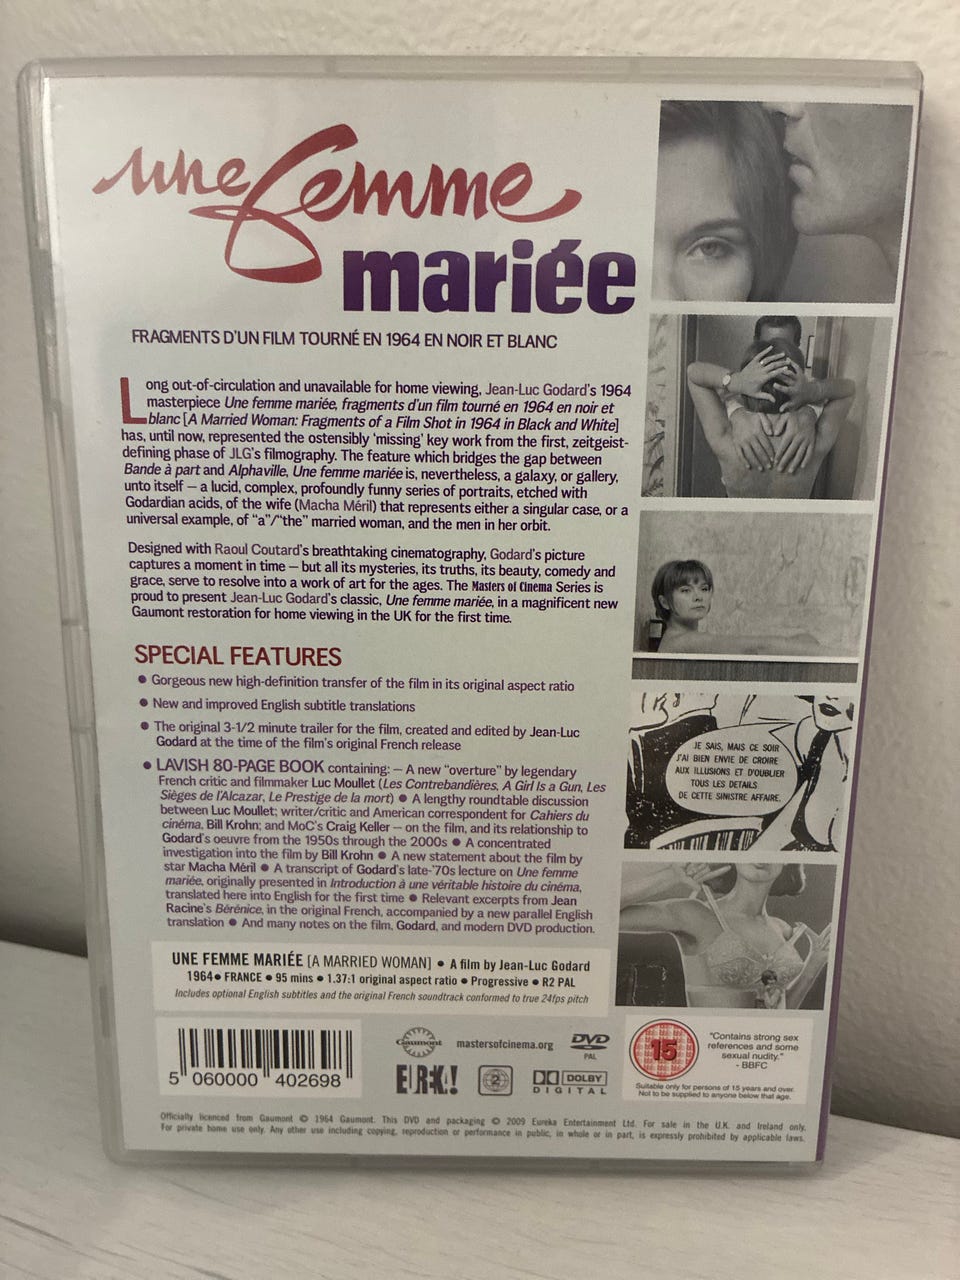 une femme
mariée
FRAGMENTS D'UN FILM TOURNÉ EN 1964 EN NOIR ET BLANC
Long out-of-circulation and unavailable for home viewing, Jean-Luc Godard's 1964
masterpiece Une femme mariée, fragments d'un film tourné en 1964 en noir et
blanc [A Married Woman: Fragments of a Film Shot in 1964 in Black and White]
has, until now, represented the ostensibly 'missing' key work from the first, zeitgeist-
defining phase of JLG's filmography. The feature which bridges the gap between
Bande à part and Alphaville, Une femme mariée is, nevertheless, a galaxy, or gallery,
unto itself — a lucid, complex, profoundly funny series of portraits, etched with
Godardian acids, of the wife (Macha Méril) that represents either a singular case, or a
universal example, of "a"/"the" married woman, and the men in her orbit.
Designed with Raoul Coutard's breathtaking cinematography, Godard's picture
captures a moment in time — but all its mysteries, its truths, its beauty, comedy and
grace, serve to resolve into a work of art for the ages. The Masters of Cinema Series is
proud to present Jean-Luc Godard's classic, Une femme mariée, in a magnificent new
Gaumont restoration for home viewing in the UK for the first time.
SPECIAL FEATURES
● Gorgeous new high-definition transfer of the film in its original aspect ratio
● New and improved English subtitle translations
● The original 3-1/2 minute trailer for the film, created and edited by Jean-Luc
Godard at the time of the film's original French release
● LAVISH 80-PAGE BOOK containing: — A new "overture" by legendary
French critic and filmmaker Luc Moullet (Les Contrebandières, A Girl Is a Gun, Les
Sièges de l'Alcazar, Le Prestige de la mort) ● A lengthy roundtable discussion
between Luc Moullet; writer/critic and American correspondent for Cahiers du
cinéma, Bill Krohn; and MoC's Craig Keller — on the film, and its relationship to
Godard's oeuvre from the 1950s through the 2000s ● A concentrated
investigation into the film by Bill Krohn ● A new statement about the film by
star Macha Méril ● A transcript of Godard's late-'70s lecture on Une femme
mariée, originally presented in Introduction à une véritable histoire du cinéma,
translated here into English for the first time ● Relevant excerpts from Jean
Racine's Bérénice, in the original French, accompanied by a new parallel English
translation ● And many notes on the film, Godard, and modern DVD production.
JE SAIS, MAIS CE SOIR
J'AI BIEN ENVIE DE CROIRE
AUX ILLUSIONS ET D'OUBLIER
TOUS LES DETAILS
DE CETTE SINISTRE AFFAIRE.
UNE FEMME MARIÉE [A MARRIED WOMAN] ● A film by Jean-Luc Godard
1964 ● FRANCE ● 95 mins ● 1.37:1 original aspect ratio ● Progressive ● R2 PAL
Includes optional English subtitles and the original French soundtrack conformed to true 24fps pitch
5 060000 402698
Gaumont
mastersofcinema.org
DVD
VIDEO
PAL
EUREKA!
2
DOLBY
DIGITAL
15
"Contains strong sex
references and some
sexual nudity."
- BBFC
Suitable only for persons of 15 years and over.
Not to be supplied to anyone below that age.
Officially licenced from Gaumont © 1964 Gaumont. This DVD and packaging © 2009 Eureka Entertainment Ltd. For sale in the U.K. and Ireland only.
For private home use only. Any other use including copying, reproduction or performance in public, in whole or in part, is expressly prohibited by applicable laws.